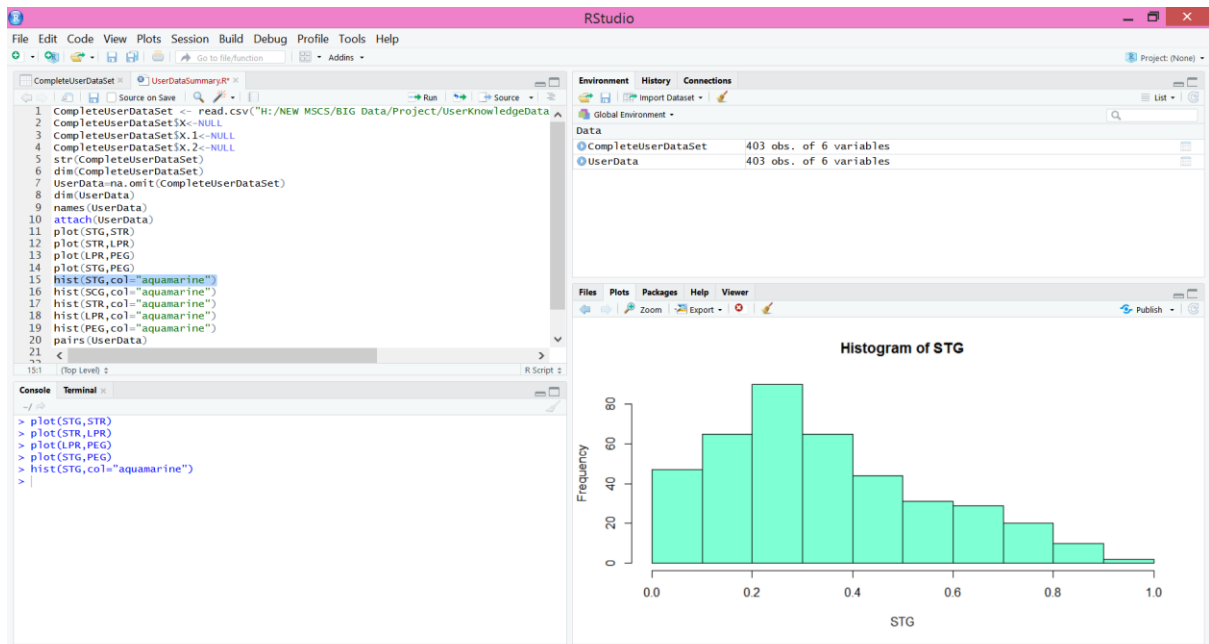 RStudio
File Edit Code View Plots Session Build Debug Profile Tools Help
Go to file/function Addins Project: (None)
CompleteUserDataSet UserDataSummary.R*
Source on Save Run Source
1 CompleteUserDataSet <- read.csv("H:/NEW MSCS/BIG Data/Project/UserKnowledgeData
2 CompleteUserDataSet$X<-NULL
3 CompleteUserDataSet$X.1<-NULL
4 CompleteUserDataSet$X.2<-NULL
5 str(CompleteUserDataSet)
6 dim(CompleteUserDataSet)
7 UserData=na.omit(CompleteUserDataSet)
8 dim(UserData)
9 names(UserData)
10 attach(UserData)
11 plot(STG,STR)
12 plot(STR,LPR)
13 plot(LPR,PEG)
14 plot(STG,PEG)
15 hist(STG,col="aquamarine")
16 hist(SCG,col="aquamarine")
17 hist(STR,col="aquamarine")
18 hist(LPR,col="aquamarine")
19 hist(PEG,col="aquamarine")
20 pairs(UserData)
21
15:1 (Top Level) R Script
Console Terminal
~/
> plot(STG,STR)
> plot(STR,LPR)
> plot(LPR,PEG)
> plot(STG,PEG)
> hist(STG,col="aquamarine")
>
Environment History Connections
Import Dataset List
Global Environment
Data
CompleteUserDataSet 403 obs. of 6 variables
UserData 403 obs. of 6 variables
Files Plots Packages Help Viewer
Zoom Export Publish
Histogram of STG
Frequency
80
60
40
20
0
0.0 0.2 0.4 0.6 0.8 1.0
STG